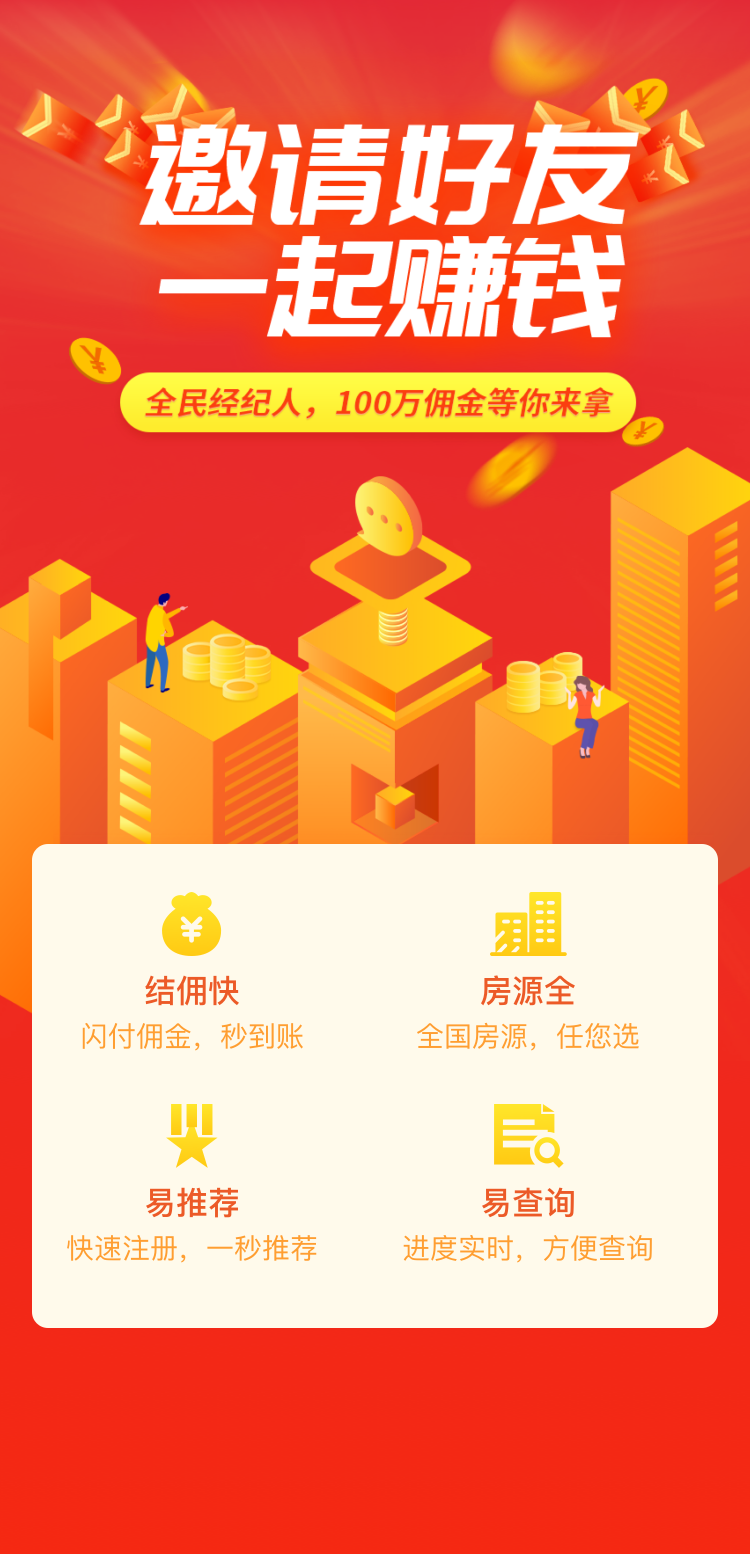 邀请好友
一起赚钱
全民经纪人，100万佣金等你来拿
结佣快
闪付佣金，秒到账
房源全
全国房源，任您选
易推荐
快速注册，一秒推荐
易查询
进度实时，方便查询